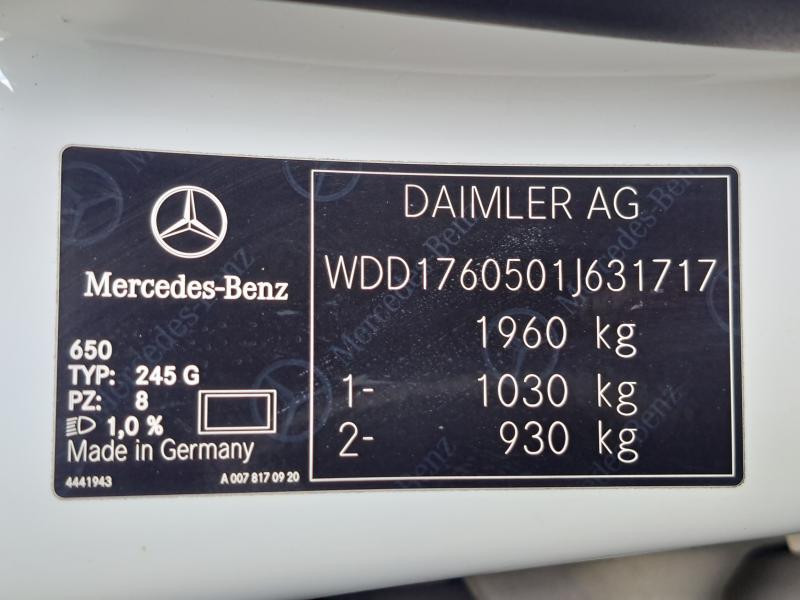 Mercedes-Benz
650
TYP: 245 G
PZ: 8
1,0 %
Made in Germany
4441943
A 007 817 09 20
DAIMLER AG
WDD1760501J631717
1960 kg
1- 1030 kg
2- 930 kg